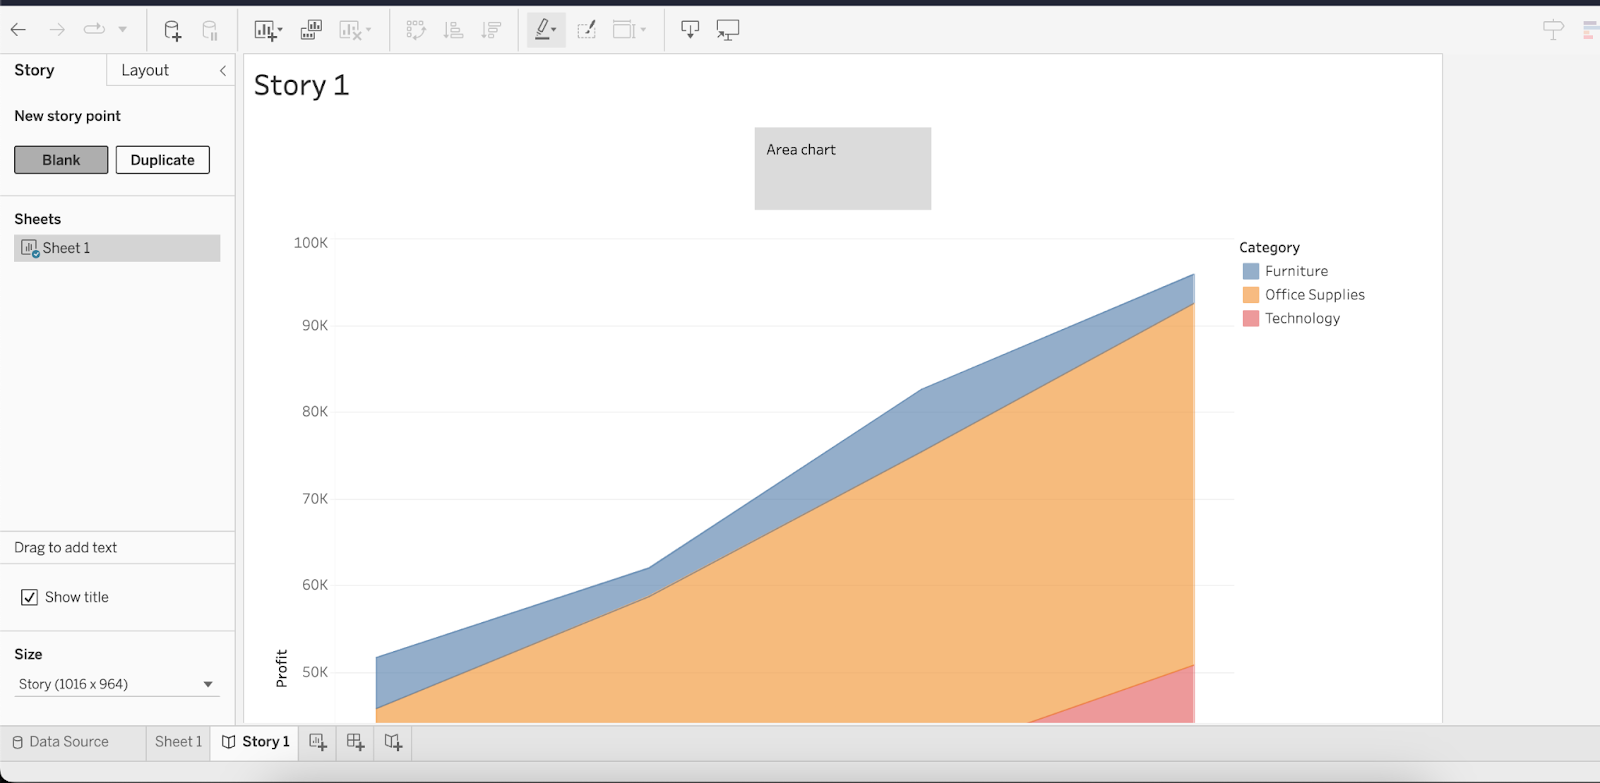 Story
Layout
New story point
Blank
Duplicate
Sheets
Sheet 1
Drag to add text
Show title
Size
Story (1016 x 964)
Story 1
Area chart
100K
90K
80K
70K
60K
50K
Profit
Category
Furniture
Office Supplies
Technology
Data Source
Sheet 1
Story 1